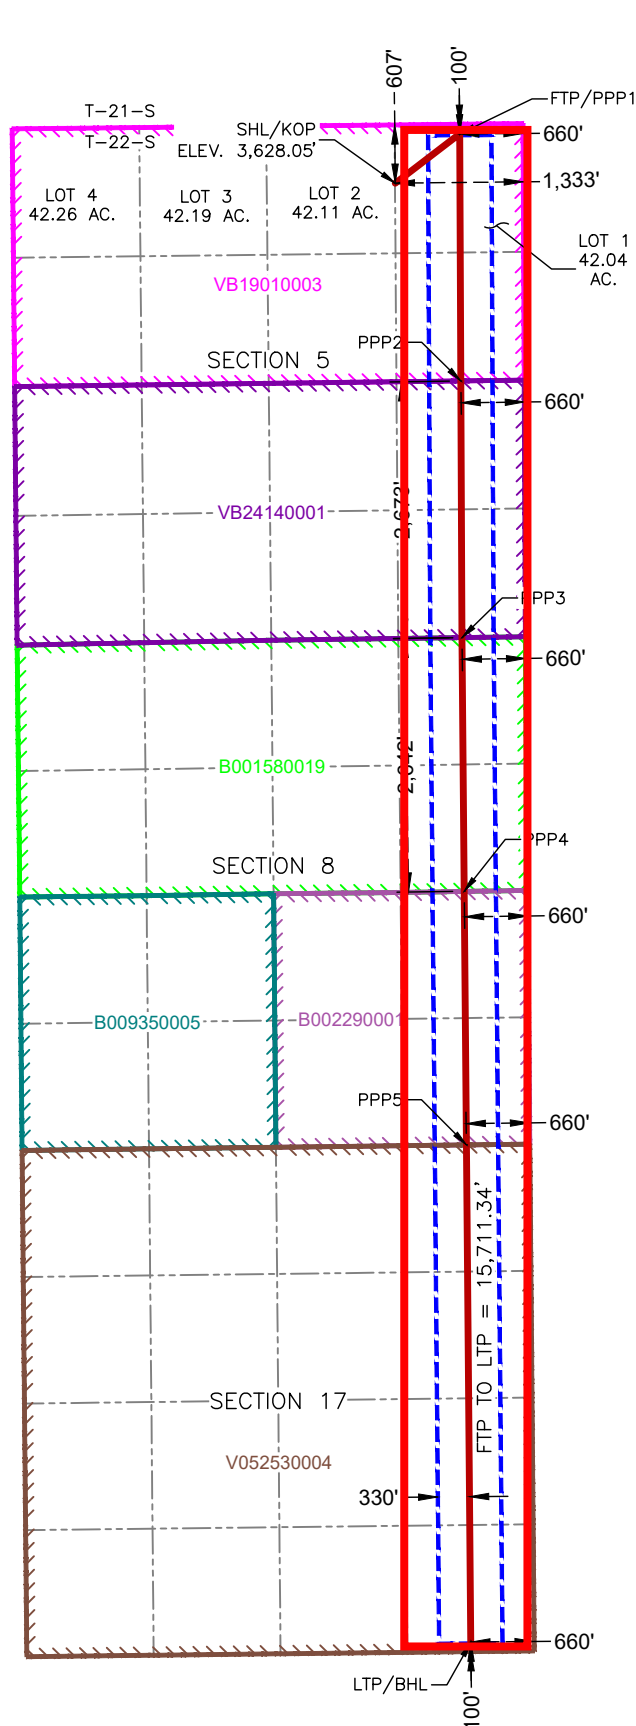 607'
100'
FTP/PPP1
T-21-S
T-22-S
SHL/KOP
ELEV. 3,628.05'
660'
1,333'
LOT 4
42.26 AC.
LOT 3
42.19 AC.
LOT 2
42.11 AC.
LOT 1
42.04
AC.
VB19010003
PPP2
SECTION 5
660'
VB24140001
2,673'
PPP3
660'
B001580019
PPP4
SECTION 8
660'
B009350005
B002290001
PPP5
660'
FTP TO LTP = 15,711.34'
SECTION 17
V052530004
330'
660'
LTP/BHL
100'